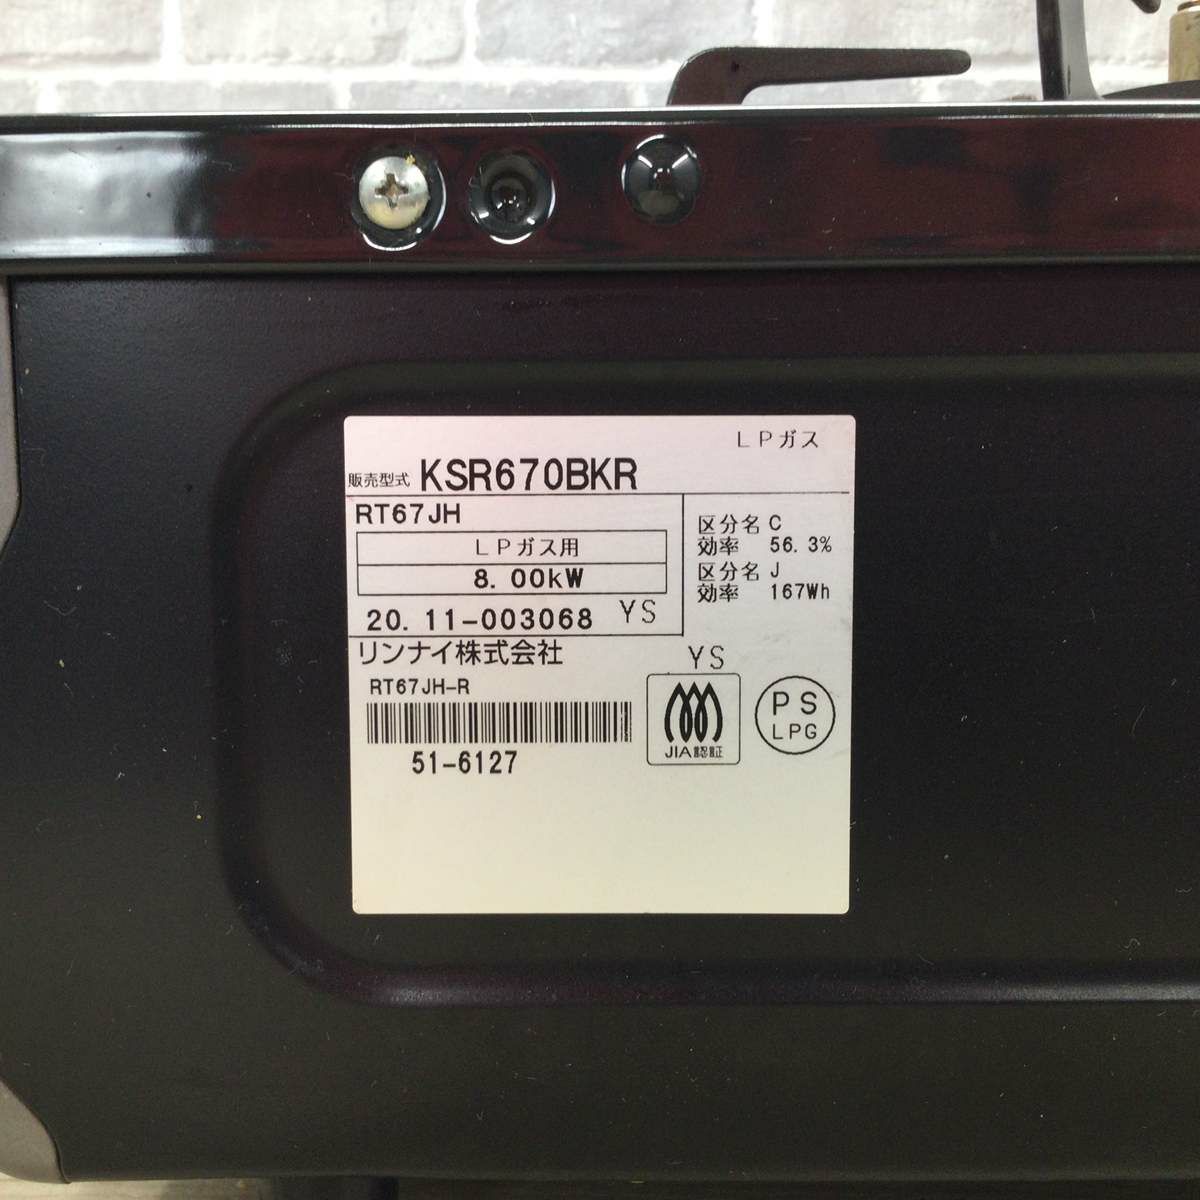 LPガス
販売型式 KSR670BKR
RT67JH
LPガス用
8.00kW
20.11-003068 YS
区分名 C
効率 56.3%
区分名 J
効率 167Wh
リンナイ株式会社
RT67JH-R
51-6127
YS
JIA認証
PS
LPG